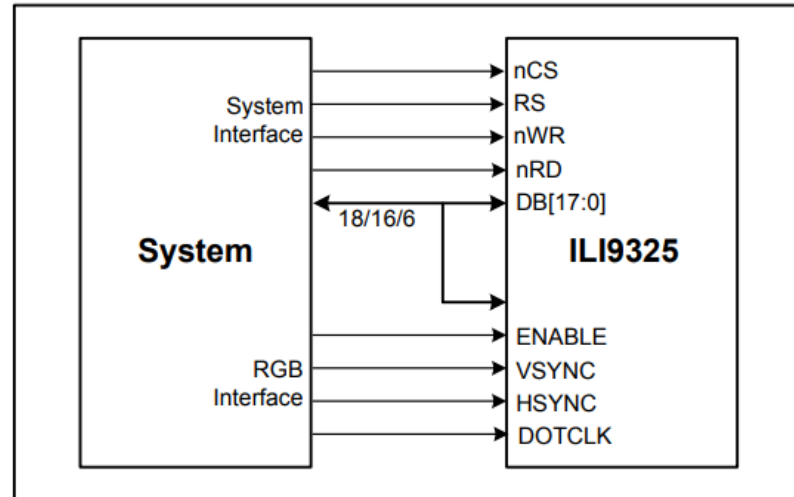 System
Interface
nCS
RS
nWR
nRD
DB[17:0]
18/16/6
System
ILI9325
RGB
Interface
ENABLE
VSYNC
HSYNC
DOTCLK